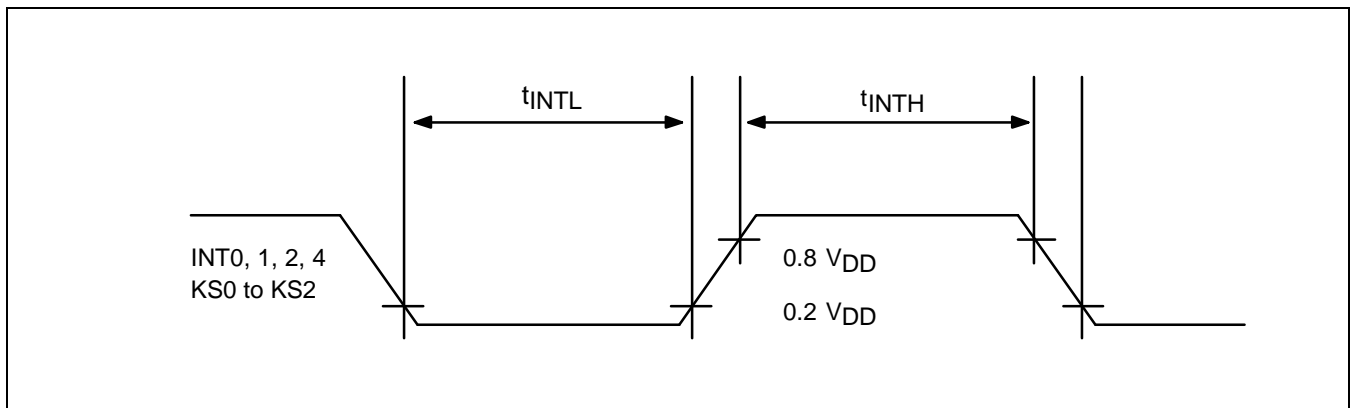 tINTL
tINTH
INT0, 1, 2, 4
KS0 to KS2
0.8 VDD
0.2 VDD